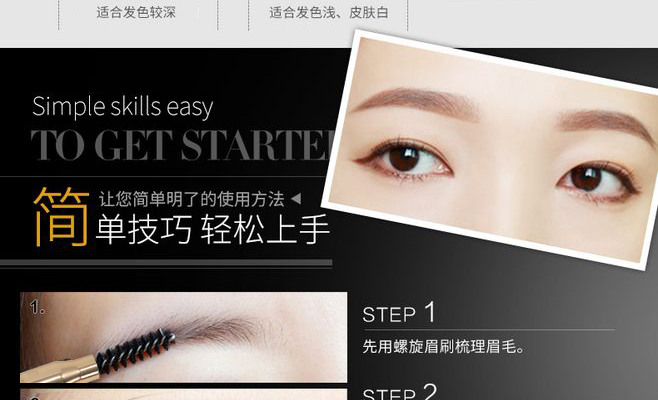 适合发色较深
适合发色浅、皮肤白
Simple skills easy
TO GET STARTE
简 让您简单明了的使用方法
单技巧 轻松上手
1.
STEP 1
先用螺旋眉刷梳理眉毛。
STEP 2